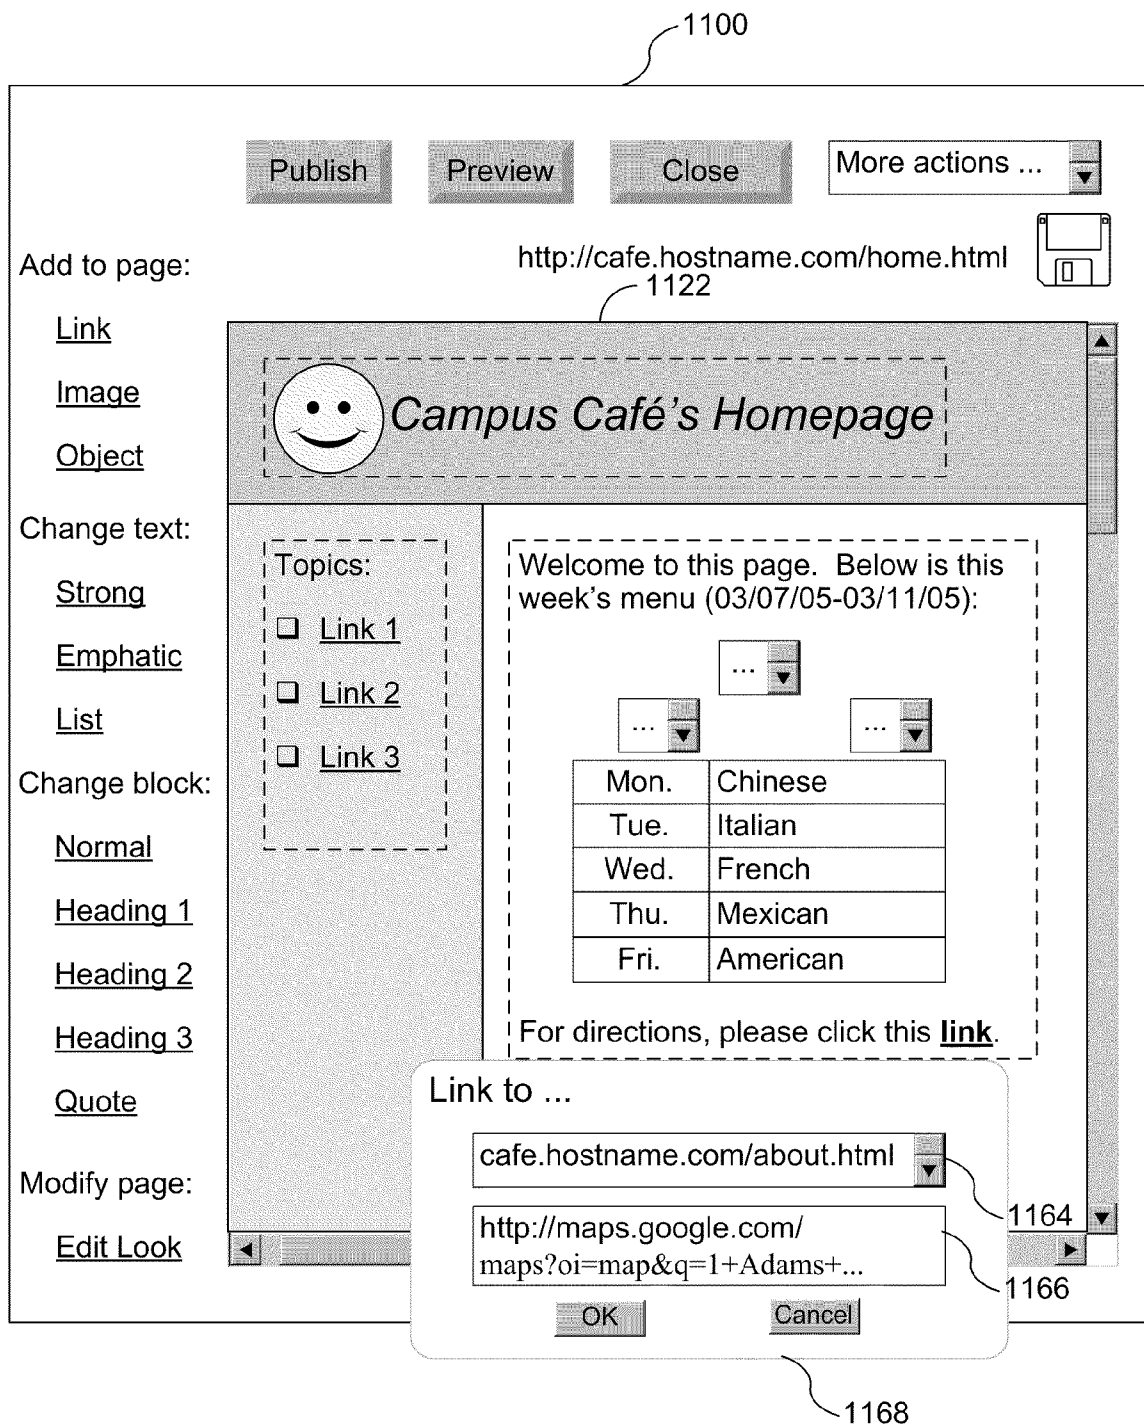 1100
Publish
Preview
Close
More actions ...
http://cafe.hostname.com/home.html
1122
Add to page:
Link
Image
Object
Change text:
Strong
Emphatic
List
Change block:
Normal
Heading 1
Heading 2
Heading 3
Quote
Modify page:
Edit Look
Campus Café's Homepage
Topics:
❑ Link 1
❑ Link 2
❑ Link 3
Welcome to this page. Below is this
week's menu (03/07/05-03/11/05):
...
... ...
Mon. Chinese
Tue. Italian
Wed. French
Thu. Mexican
Fri. American
For directions, please click this link.
Link to ...
cafe.hostname.com/about.html
1164
http://maps.google.com/
maps?oi=map&q=1+Adams+...
1166
OK Cancel
1168